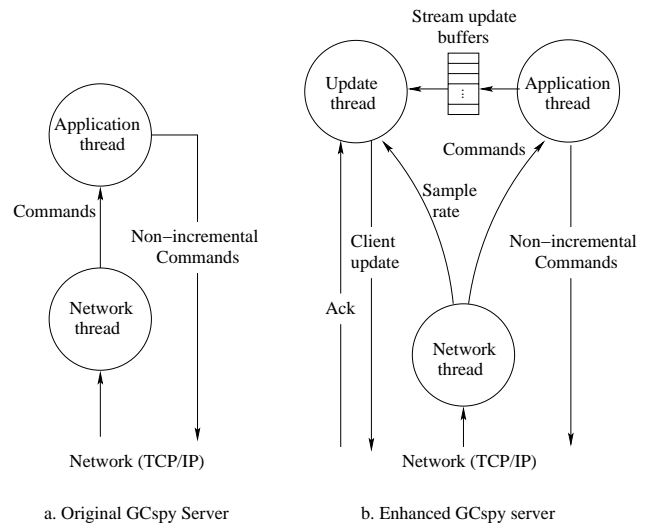 Application
thread
Commands
Non-incremental
Commands
Network
thread
Network (TCP/IP)
a. Original GCspy Server
Stream update
buffers
Update
thread
...
Application
thread
Commands
Sample
rate
Client
update
Non-incremental
Commands
Ack
Network
thread
Network (TCP/IP)
b. Enhanced GCspy server